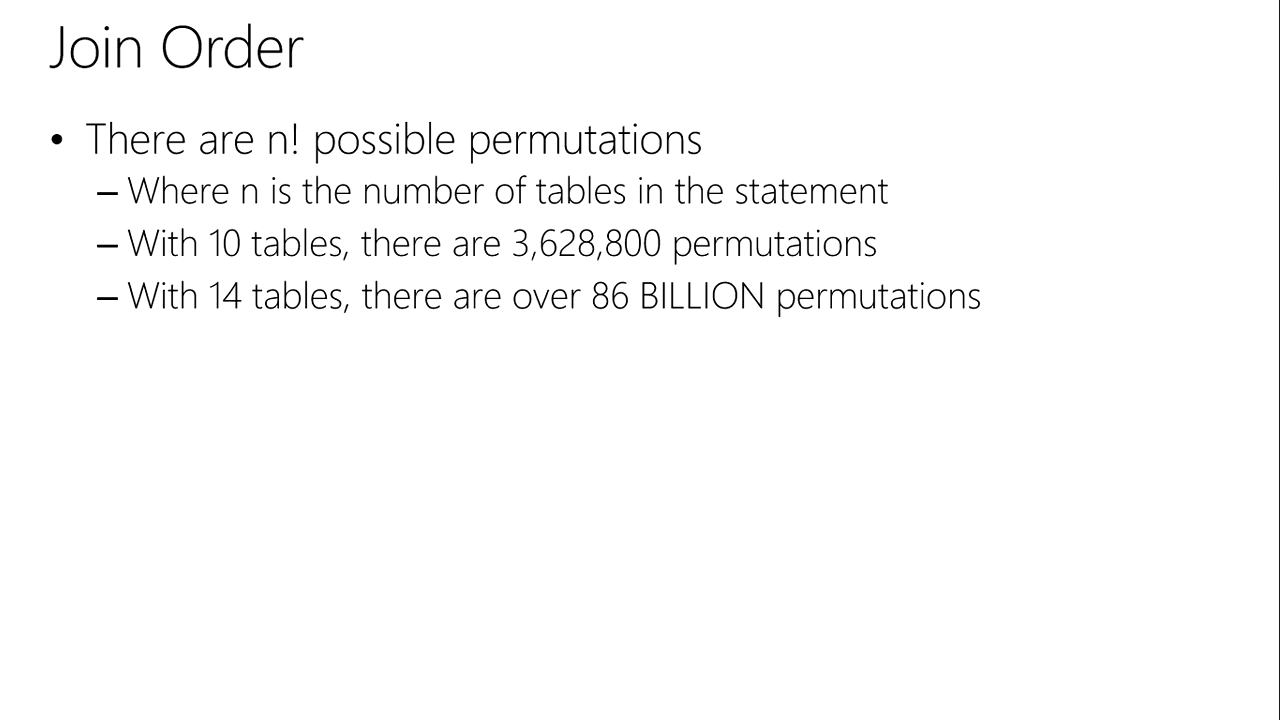 Join Order
• There are n! possible permutations
– Where n is the number of tables in the statement
– With 10 tables, there are 3,628,800 permutations
– With 14 tables, there are over 86 BILLION permutations